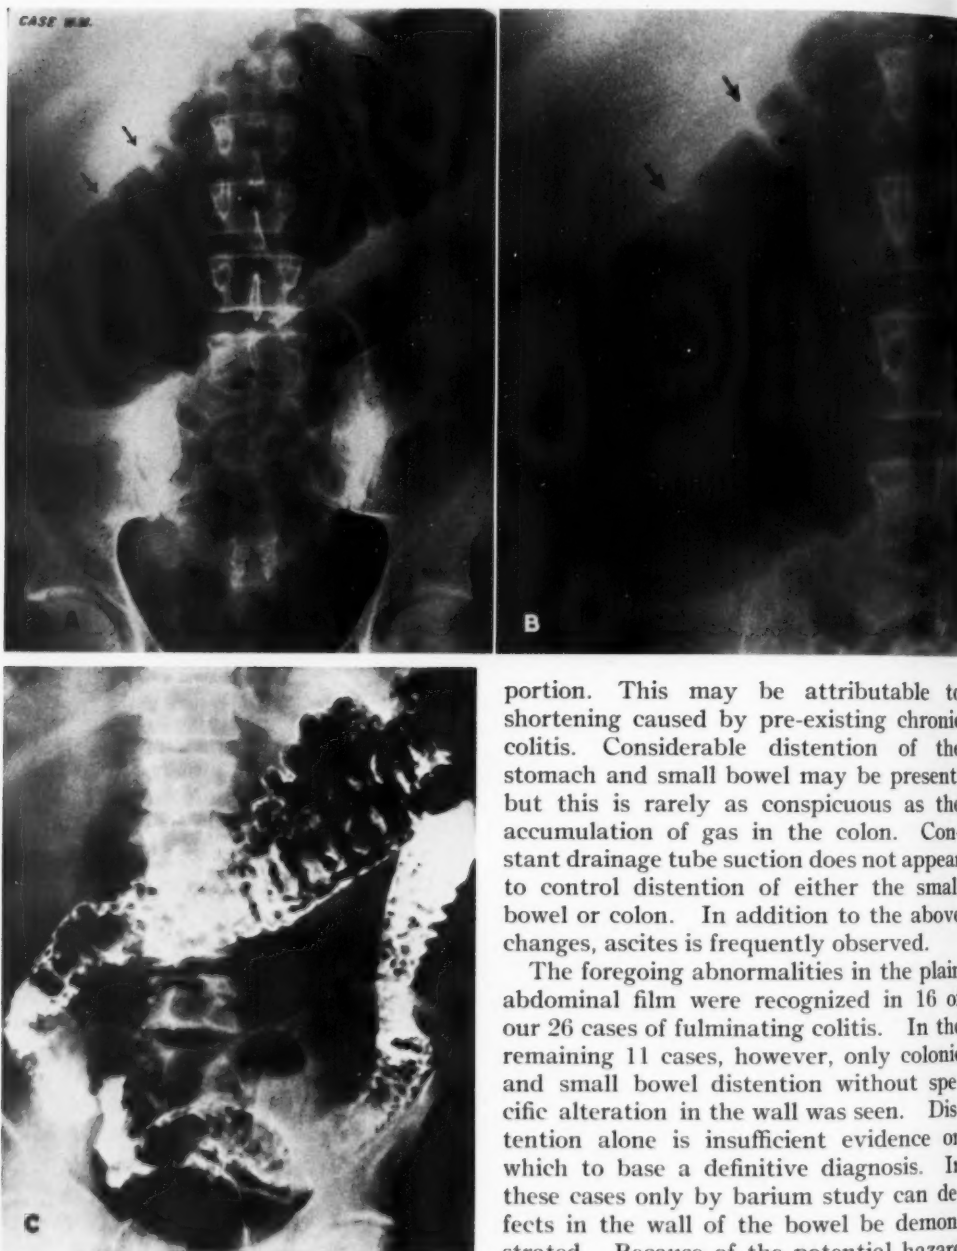 CASE W.M.
A
B
C
portion. This may be attributable to
shortening caused by pre-existing chronic
colitis. Considerable distention of the
stomach and small bowel may be present,
but this is rarely as conspicuous as the
accumulation of gas in the colon. Con-
stant drainage tube suction does not appear
to control distention of either the small
bowel or colon. In addition to the above
changes, ascites is frequently observed.
The foregoing abnormalities in the plain
abdominal film were recognized in 16 of
our 26 cases of fulminating colitis. In the
remaining 11 cases, however, only colonic
and small bowel distention without spe-
cific alteration in the wall was seen. Dis-
tention alone is insufficient evidence on
which to base a definitive diagnosis. In
these cases only by barium study can de-
fects in the wall of the bowel be demon-
strated. Because of the potential hazard